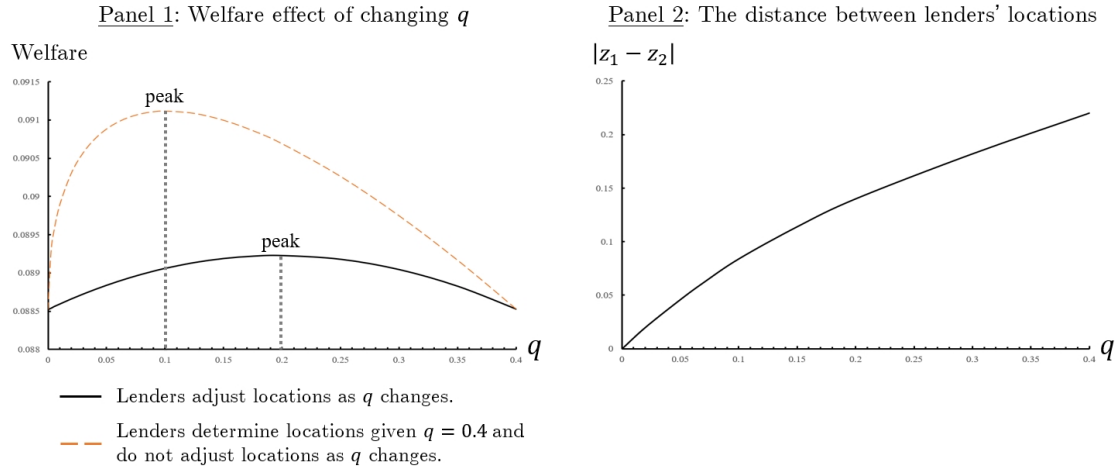 Panel 1: Welfare effect of changing q
Welfare
0.0915
0.091
0.0905
0.09
0.0895
0.089
0.0885
0.088
peak
peak
0
0.05
0.1
0.15
0.2
0.25
0.3
0.35
0.4
q
Lenders adjust locations as q changes.
Lenders determine locations given q = 0.4 and
do not adjust locations as q changes.
Panel 2: The distance between lenders' locations
|z₁ − z₂|
0.25
0.2
0.15
0.1
0.05
0
0
0.05
0.1
0.15
0.2
0.25
0.3
0.35
0.4
q